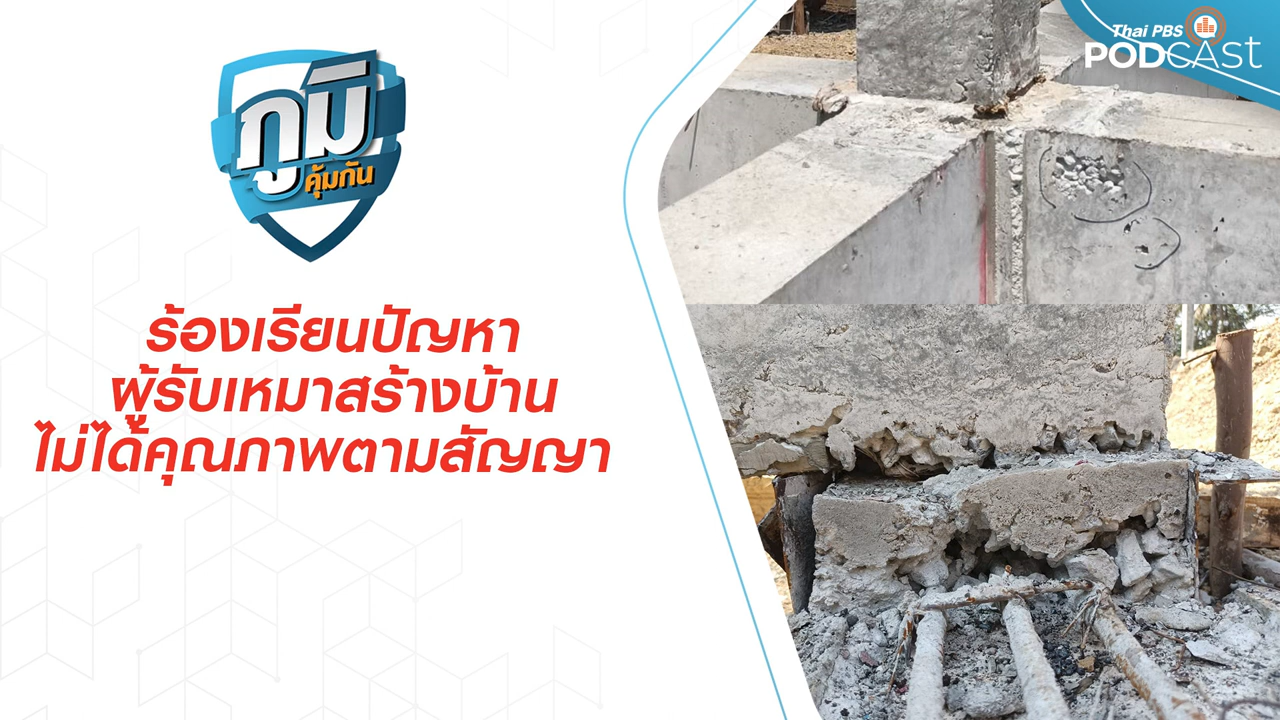 ภูมิ
คุ้มกัน
ร้องเรียนปัญหา
ผู้รับเหมาสร้างบ้าน
ไม่ได้คุณภาพตามสัญญา
Thai PBS
PODCAST